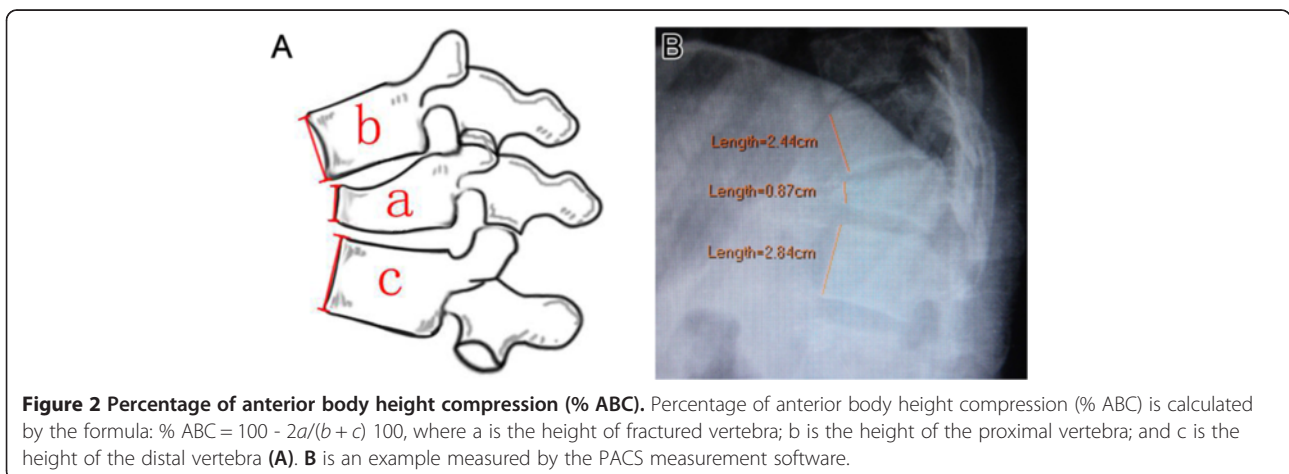 A
b
a
c
B
Length=2.44cm
Length=0.87cm
Length=2.84cm
Figure 2 Percentage of anterior body height compression (% ABC). Percentage of anterior body height compression (% ABC) is calculated
by the formula: % ABC = 100 - 2a/(b + c) 100, where a is the height of fractured vertebra; b is the height of the proximal vertebra; and c is the
height of the distal vertebra (A). B is an example measured by the PACS measurement software.